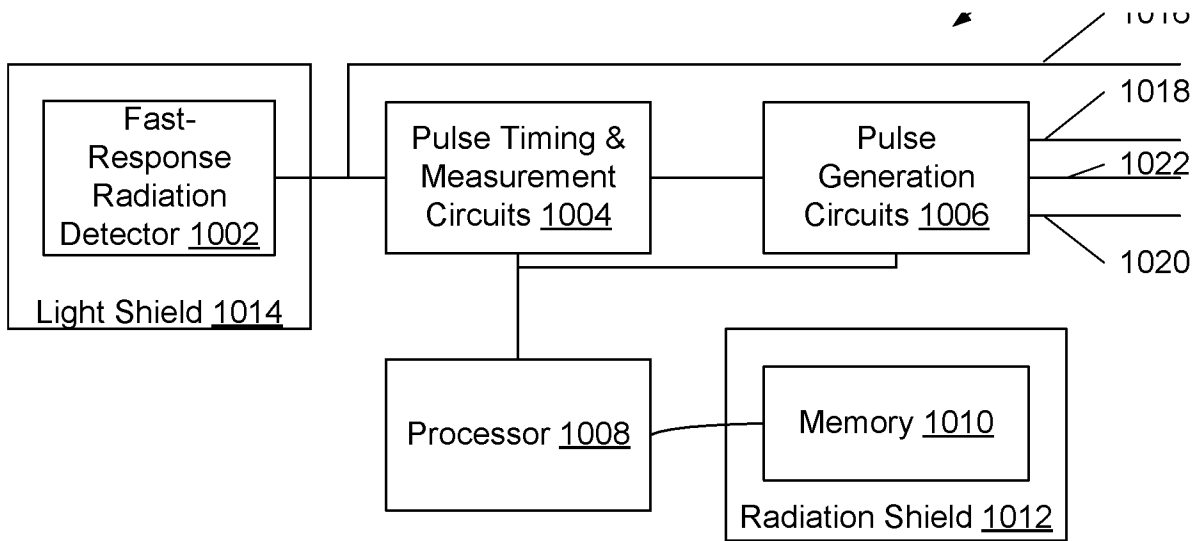 1018
Fast-
Response
Radiation
Detector 1002
Pulse Timing &
Measurement
Circuits 1004
Pulse
Generation
Circuits 1006
1022
1020
Light Shield 1014
Processor 1008
Memory 1010
Radiation Shield 1012